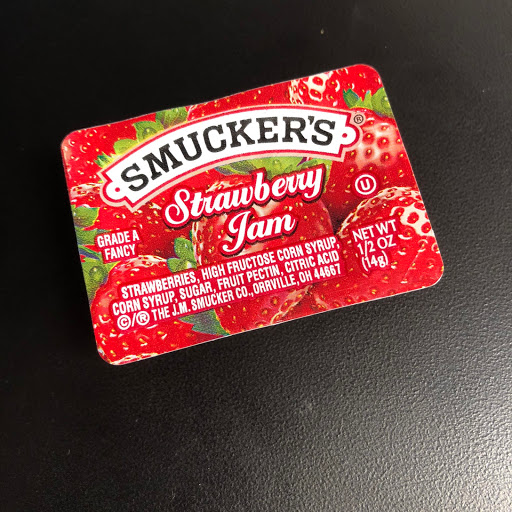 SMUCKER'S®
Strawberry
Jam
U
GRADE A
FANCY
NET WT
1/2 OZ
(14g)
STRAWBERRIES, HIGH FRUCTOSE CORN SYRUP,
CORN SYRUP, SUGAR, FRUIT PECTIN, CITRIC ACID
©/® THE J.M. SMUCKER CO., ORRVILLE, OH 44667